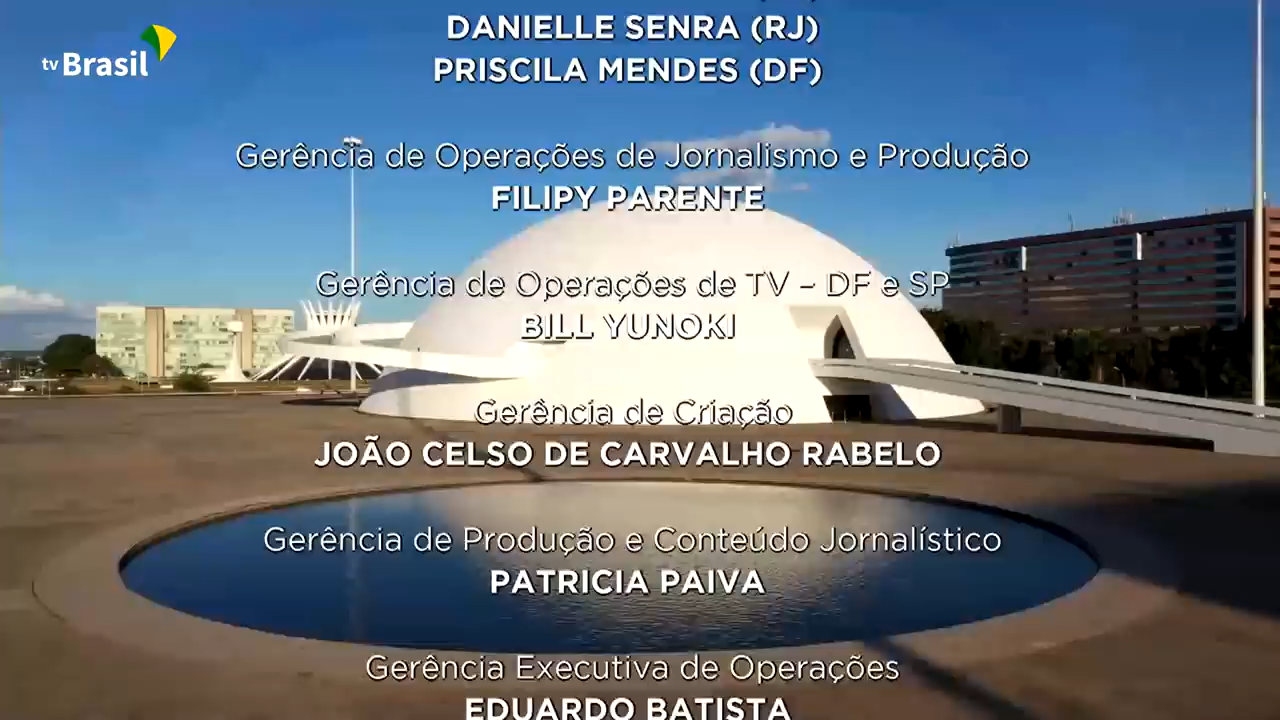 tv Brasil
DANIELLE SENRA (RJ)
PRISCILA MENDES (DF)
Gerência de Operações de Jornalismo e Produção
FILIPY PARENTE
Gerência de Operações de TV – DF e SP
BILL YUNOKI
Gerência de Criação
JOÃO CELSO DE CARVALHO RABELO
Gerência de Produção e Conteúdo Jornalístico
PATRICIA PAIVA
Gerência Executiva de Operações
EDUARDO BATISTA